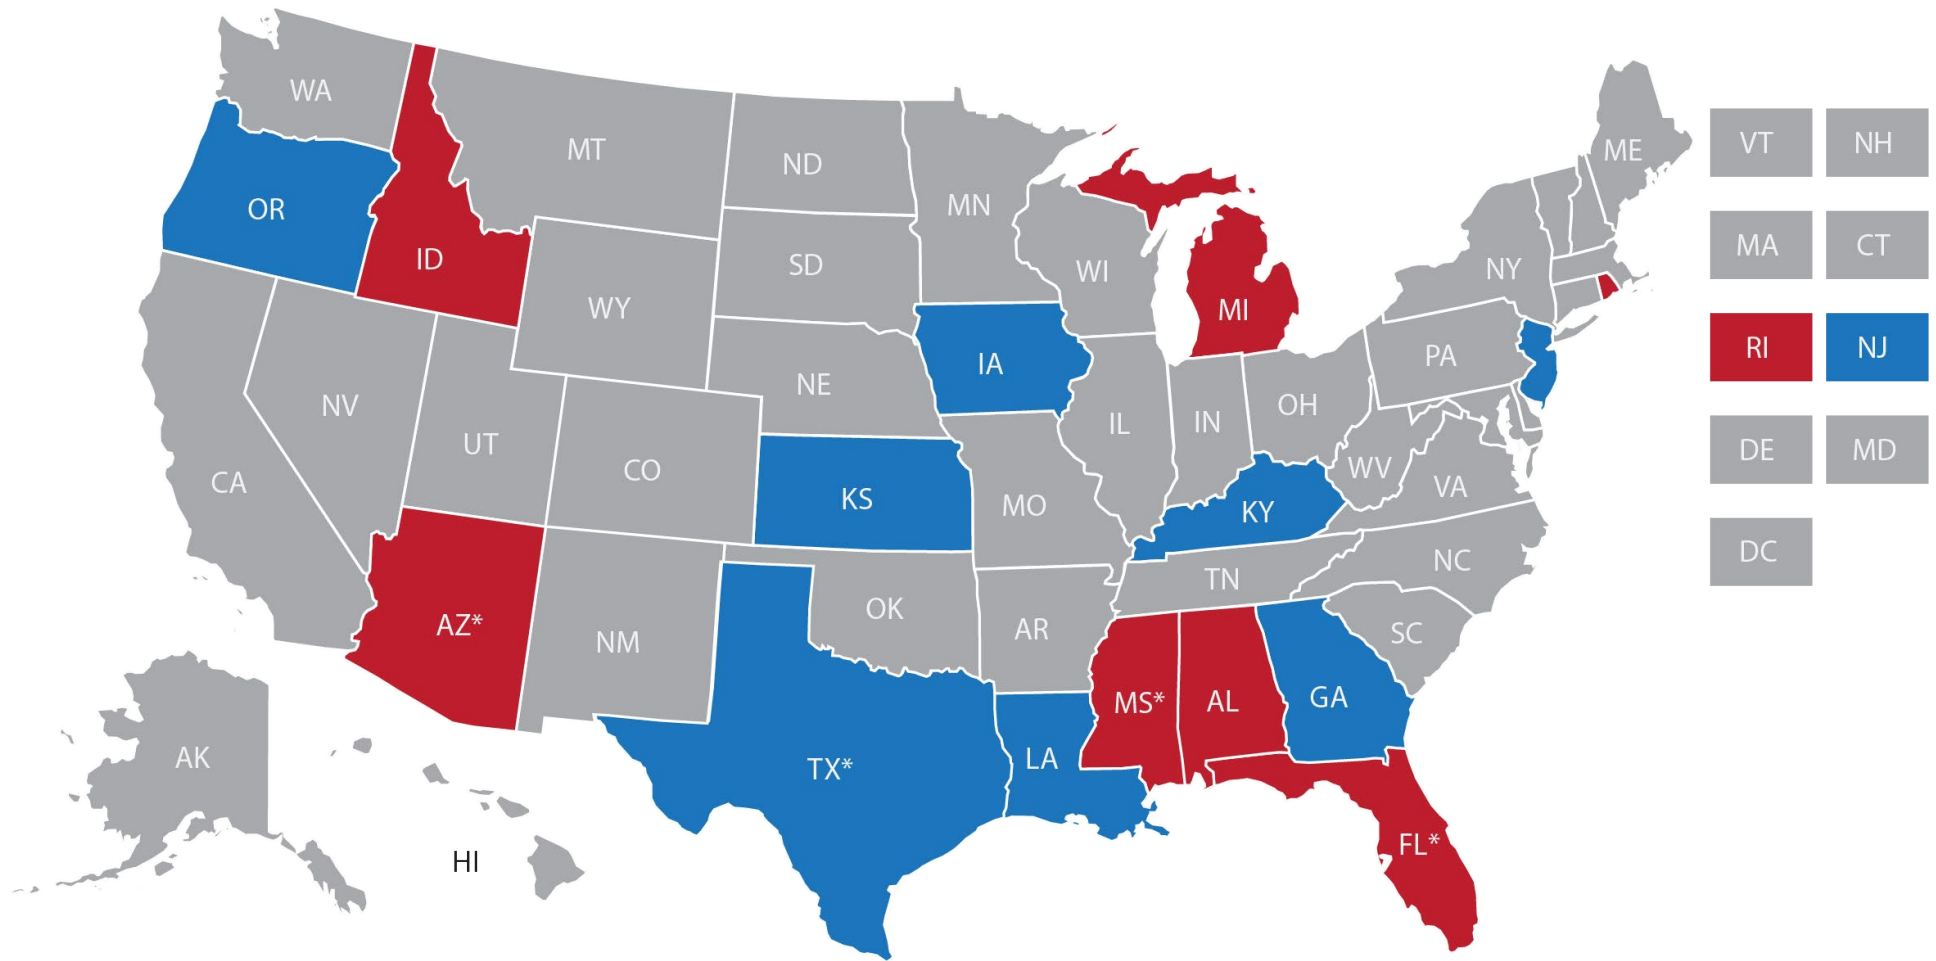 WA
MT
ND
MN
ME
VT
NH
OR
ID
SD
WI
NY
MA
CT
WY
MI
RI
NJ
IA
PA
NV
NE
IL
IN
OH
UT
CO
KS
MO
WV
VA
DE
MD
CA
KY
DC
AZ*
NM
OK
AR
TN
NC
SC
MS*
AL
GA
AK
TX*
LA
HI
FL*